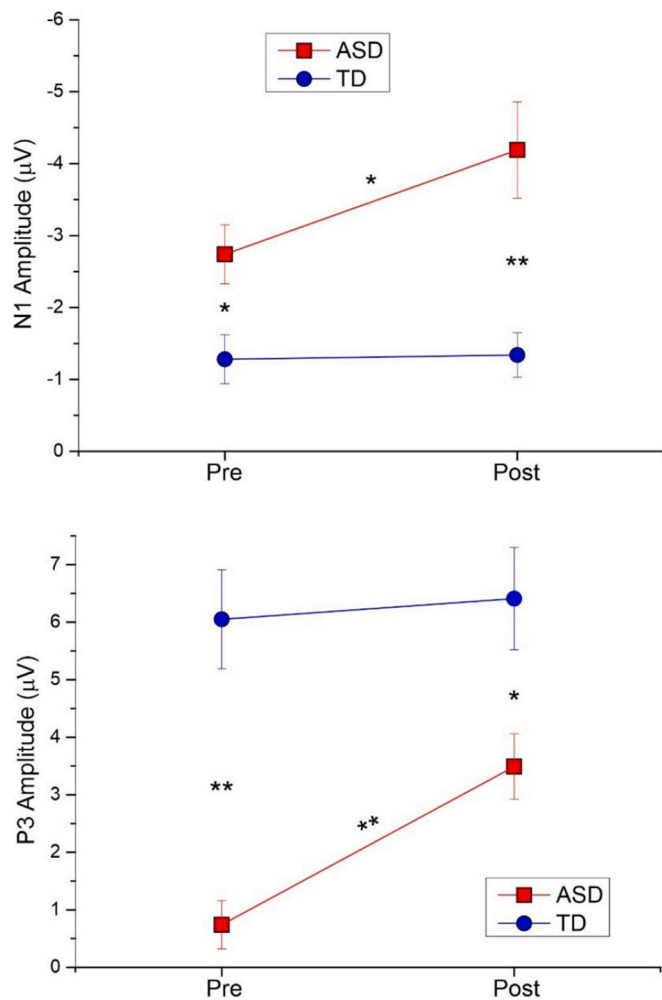 -6
ASD
TD
-5
-4
*
-3
**
*
-2
-1
0
N1 Amplitude (μV)
Pre
Post
7
6
5
*
4
**
3
**
2
ASD
1
TD
0
P3 Amplitude (μV)
Pre
Post